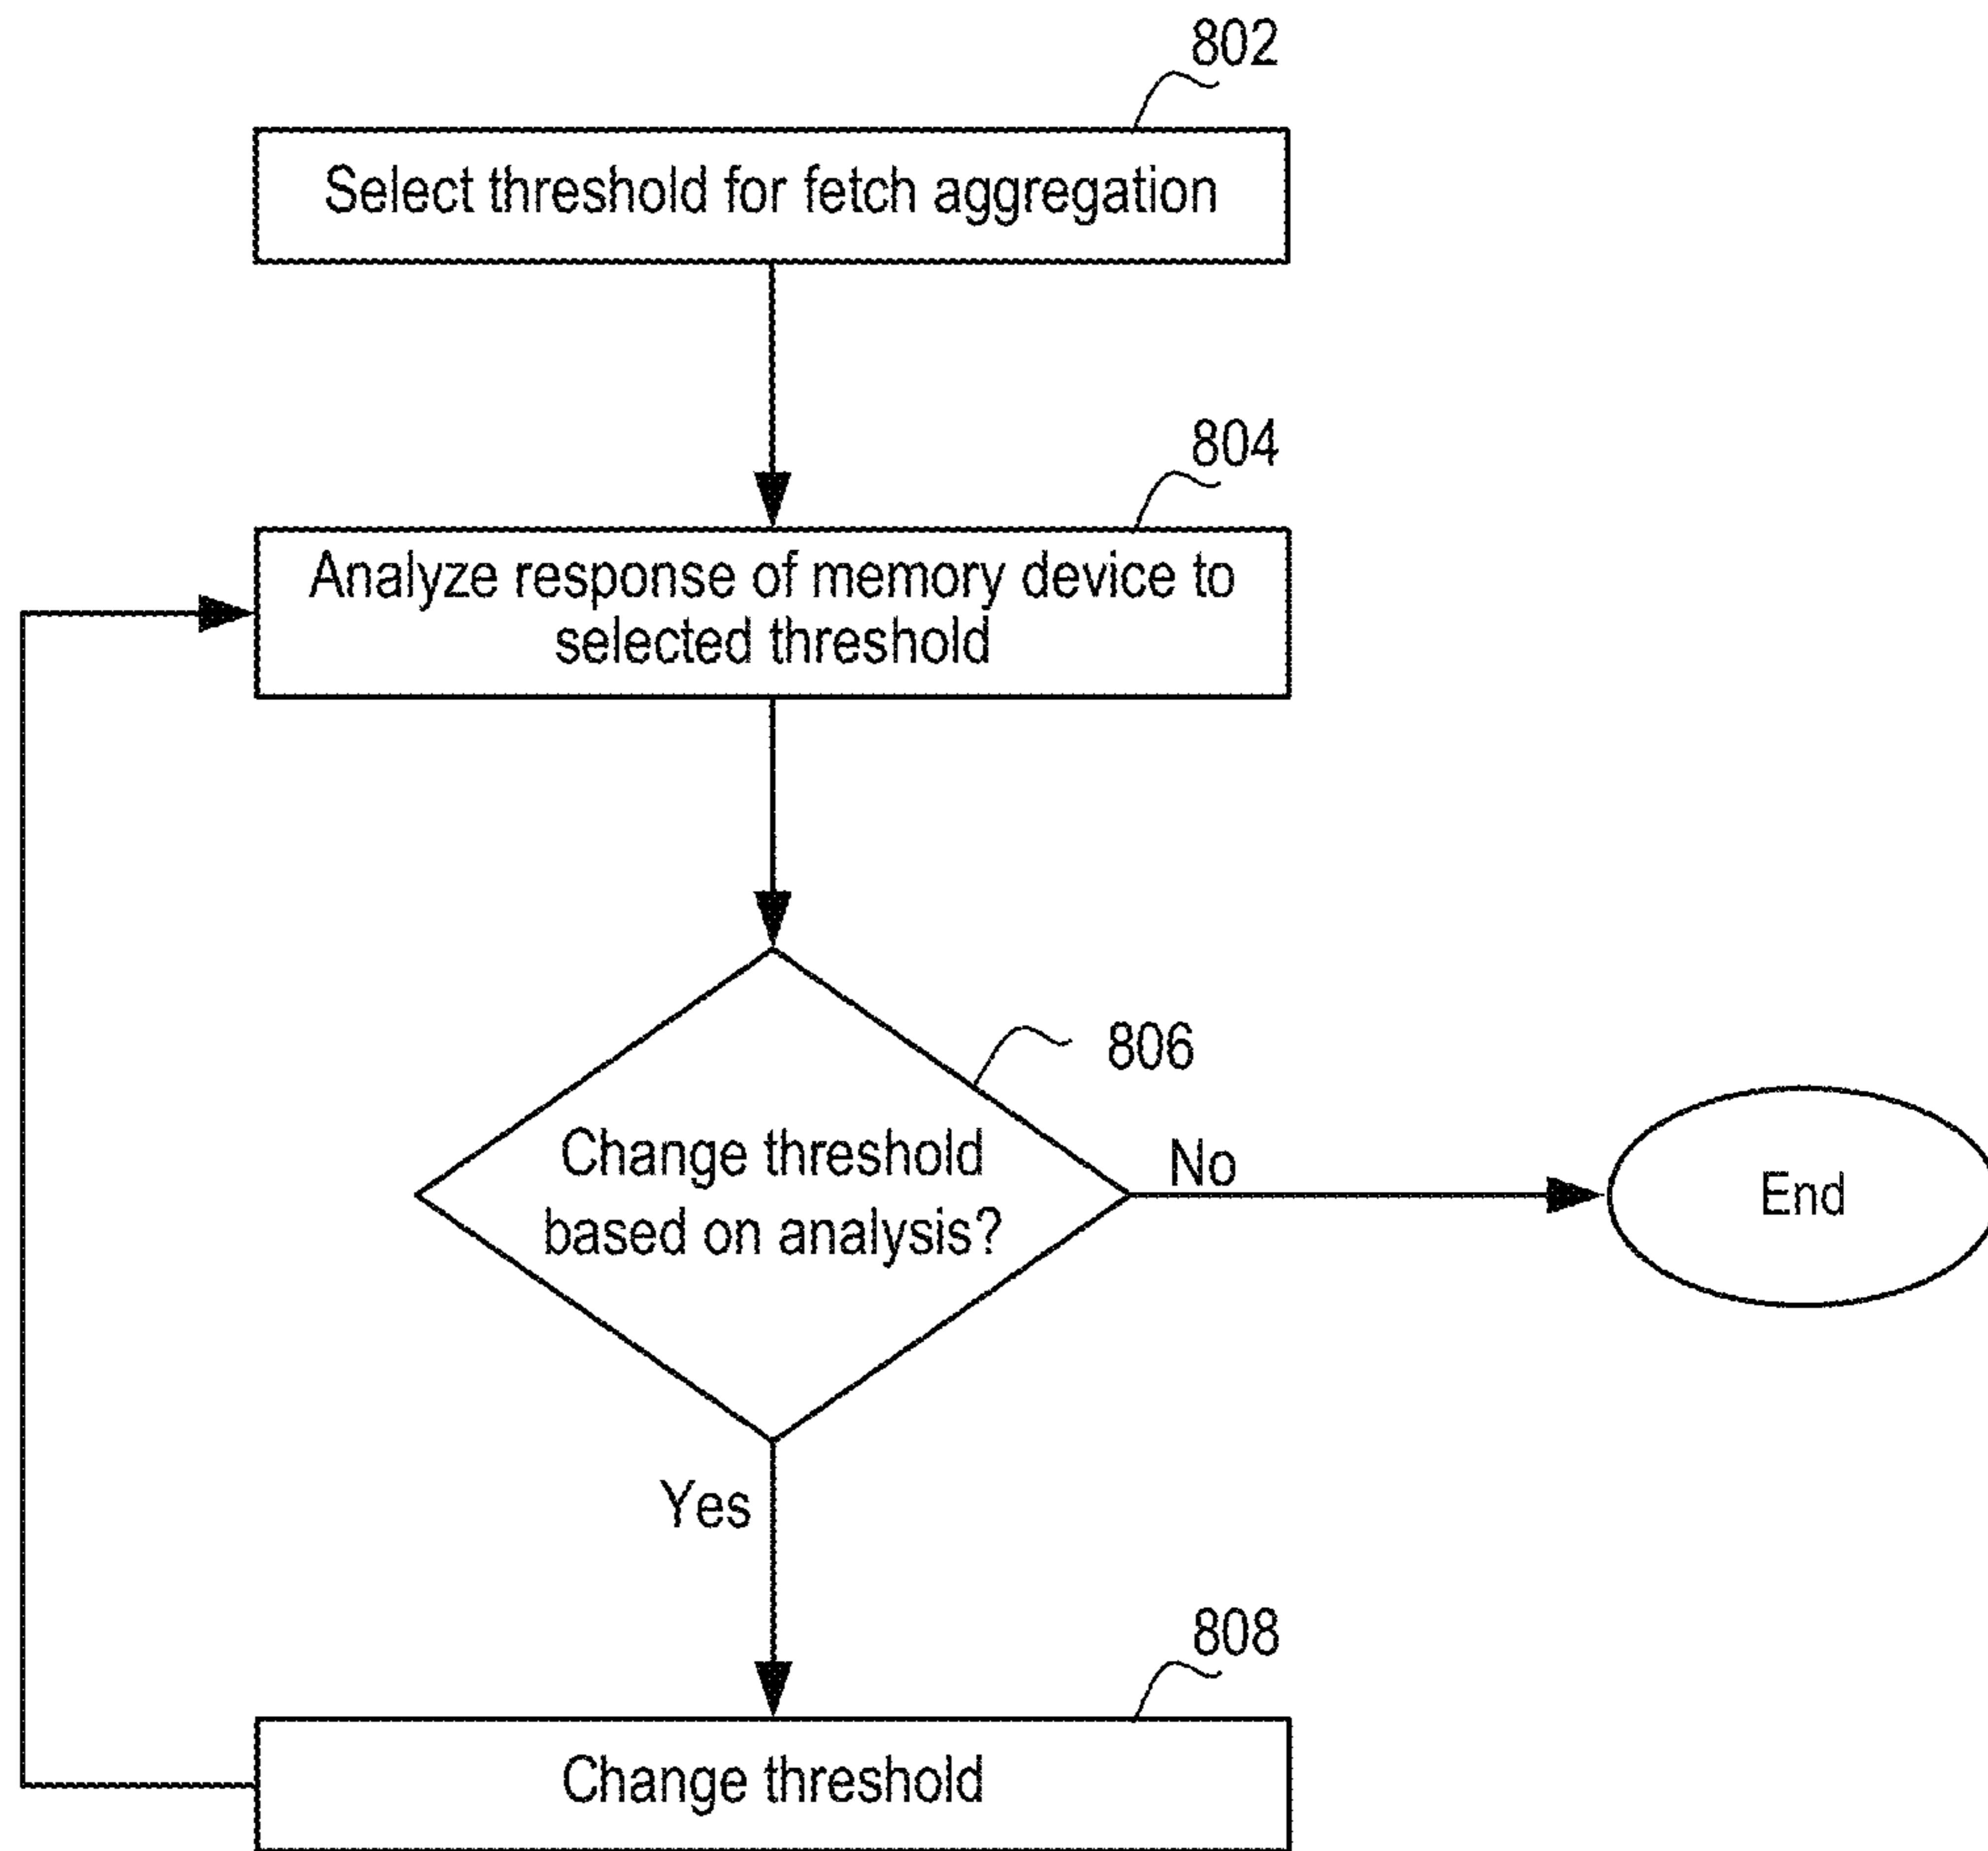 802
Select threshold for fetch aggregation
804
Analyze response of memory device to
selected threshold
806
Change threshold
based on analysis?
No
End
Yes
808
Change threshold